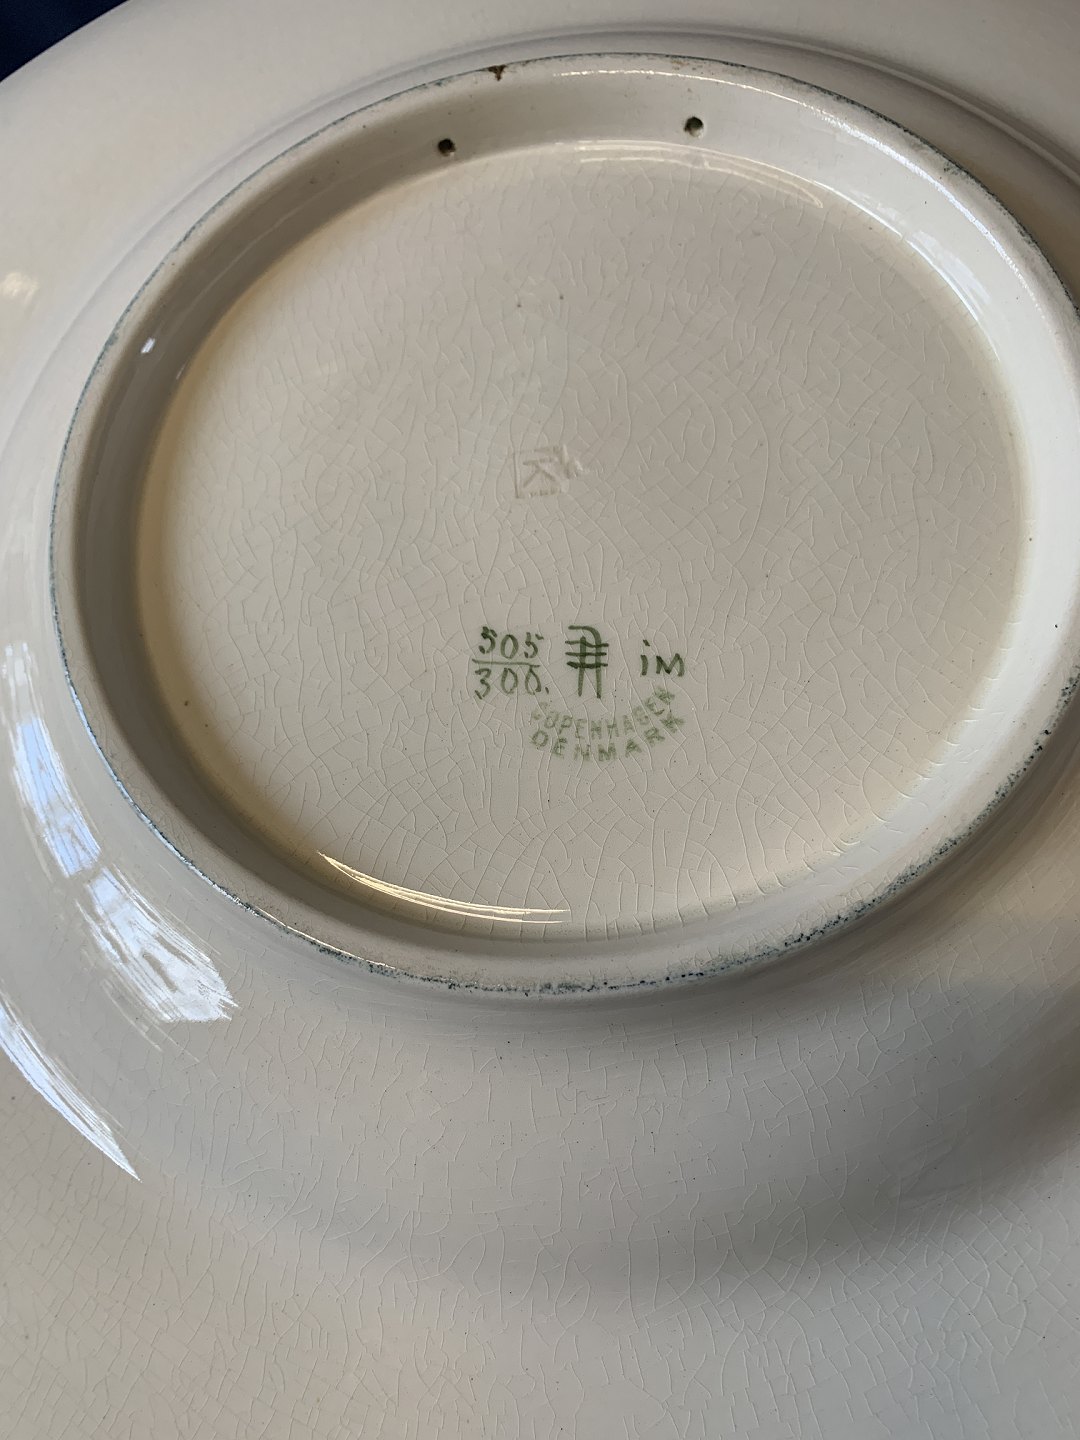 505 iM
300.
COPENHAGEN
DENMARK